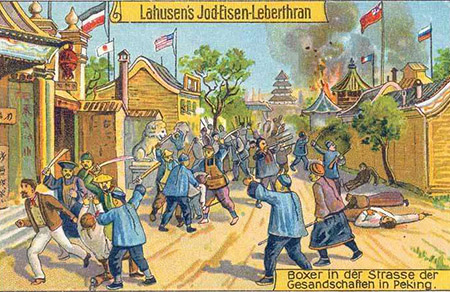 Lahusen's Jod-Eisen-Leberthran
Boxer in der Strasse der
Gesandschaften in Peking.